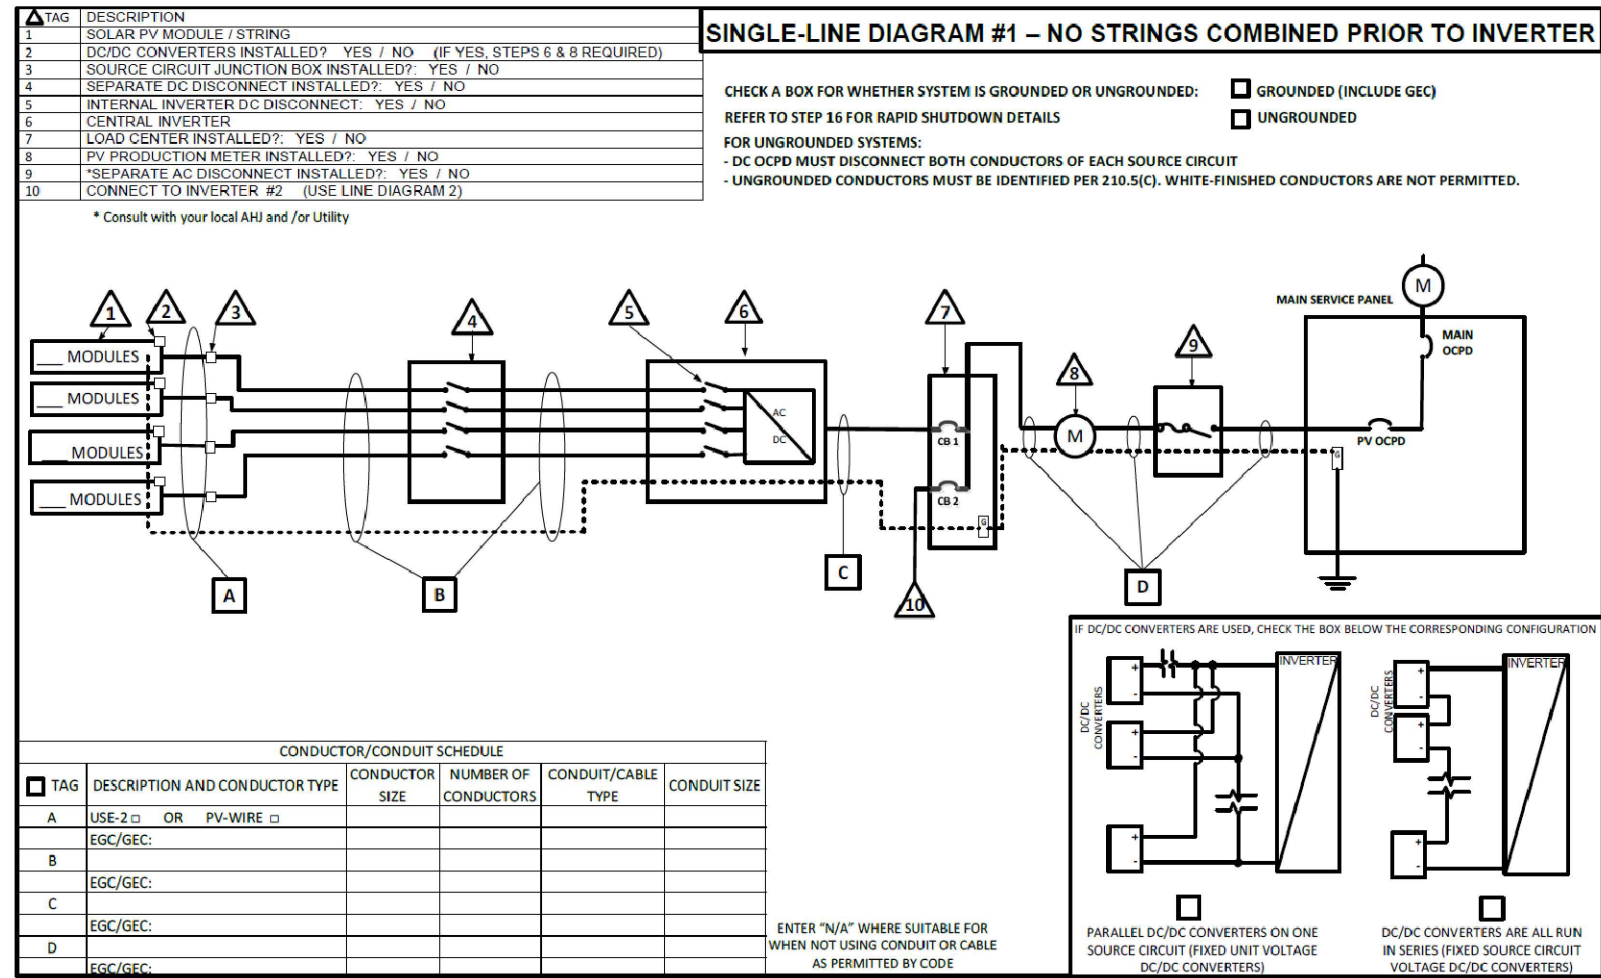 TAG DESCRIPTION
1 SOLAR PV MODULE / STRING
2 DC/DC CONVERTERS INSTALLED? YES / NO (IF YES, STEPS 6 & 8 REQUIRED)
3 SOURCE CIRCUIT JUNCTION BOX INSTALLED?: YES / NO
4 SEPARATE DC DISCONNECT INSTALLED?: YES / NO
5 INTERNAL INVERTER DC DISCONNECT: YES / NO
6 CENTRAL INVERTER
7 LOAD CENTER INSTALLED?: YES / NO
8 PV PRODUCTION METER INSTALLED?: YES / NO
9 *SEPARATE AC DISCONNECT INSTALLED?: YES / NO
10 CONNECT TO INVERTER #2 (USE LINE DIAGRAM 2)
* Consult with your local AHJ and /or Utility
SINGLE-LINE DIAGRAM #1 – NO STRINGS COMBINED PRIOR TO INVERTER
CHECK A BOX FOR WHETHER SYSTEM IS GROUNDED OR UNGROUNDED:
GROUNDED (INCLUDE GEC)
REFER TO STEP 16 FOR RAPID SHUTDOWN DETAILS
UNGROUNDED
FOR UNGROUNDED SYSTEMS:
- DC OCPD MUST DISCONNECT BOTH CONDUCTORS OF EACH SOURCE CIRCUIT
- UNGROUNDED CONDUCTORS MUST BE IDENTIFIED PER 210.5(C). WHITE-FINISHED CONDUCTORS ARE NOT PERMITTED.
1
2
3
4
5
6
7
8
9
10
___ MODULES
___ MODULES
___ MODULES
___ MODULES
AC
DC
CB 1
CB 2
G
M
MAIN SERVICE PANEL
M
MAIN
OCPD
PV OCPD
G
A
B
C
D
IF DC/DC CONVERTERS ARE USED, CHECK THE BOX BELOW THE CORRESPONDING CONFIGURATION
DC/DC
CONVERTERS
+
-
+
-
+
-
INVERTER
PARALLEL DC/DC CONVERTERS ON ONE
SOURCE CIRCUIT (FIXED UNIT VOLTAGE
DC/DC CONVERTERS)
DC/DC
CONVERTERS
+
-
+
-
+
-
INVERTER
DC/DC CONVERTERS ARE ALL RUN
IN SERIES (FIXED SOURCE CIRCUIT
VOLTAGE DC/DC CONVERTERS)
CONDUCTOR/CONDUIT SCHEDULE
TAG DESCRIPTION AND CONDUCTOR TYPE CONDUCTOR SIZE NUMBER OF CONDUCTORS CONDUIT/CABLE TYPE CONDUIT SIZE
A USE-2 □ OR PV-WIRE □
EGC/GEC:
B
EGC/GEC:
C
EGC/GEC:
D
EGC/GEC:
ENTER "N/A" WHERE SUITABLE FOR
WHEN NOT USING CONDUIT OR CABLE
AS PERMITTED BY CODE